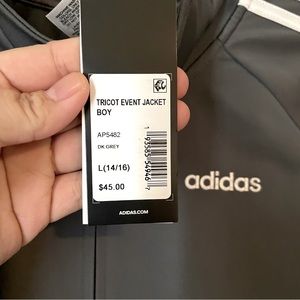 TRICOT EVENT JACKET
BOY
AP5482
DK GREY
L(14/16)
$45.00
ADIDAS.COM
adidas